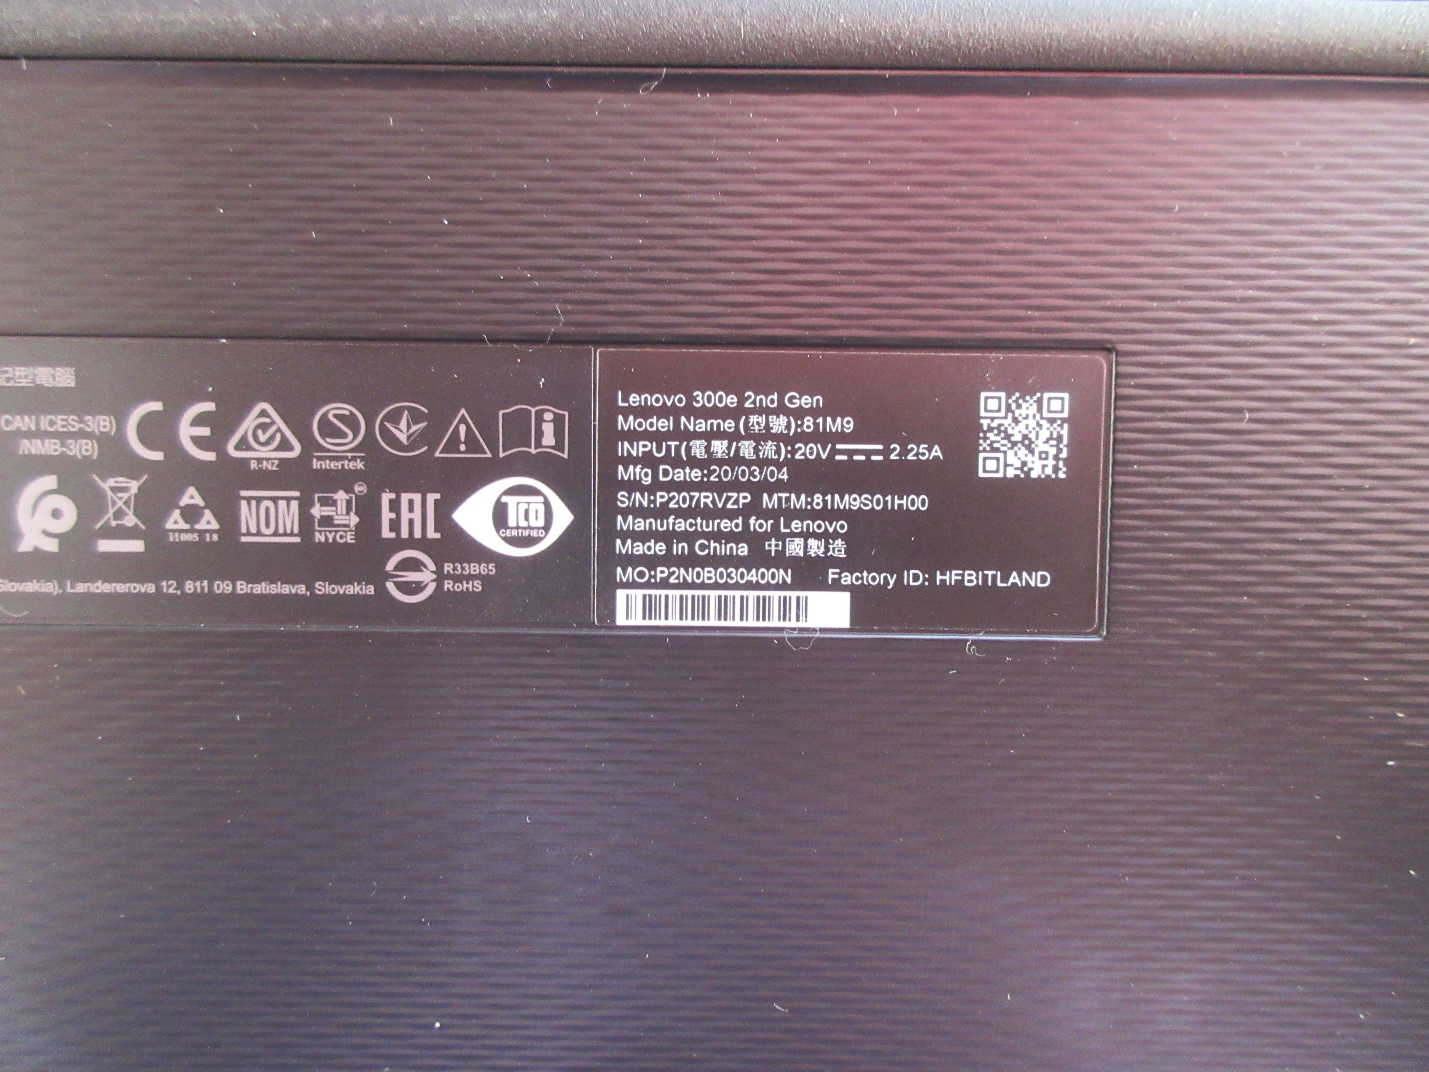 記型電腦
CAN ICES-3(B)
/NMB-3(B)
CE
R-NZ
S
Intertek
i
И005 18
NOM
NYCE
EAC
TCO
CERTIFIED
R33B65
RoHS
Slovakia), Landererova 12, 811 09 Bratislava, Slovakia
Lenovo 300e 2nd Gen
Model Name(型號):81M9
INPUT(電壓/電流):20V 2.25A
Mfg Date:20/03/04
S/N:P207RVZP MTM:81M9S01H00
Manufactured for Lenovo
Made in China 中國製造
MO:P2N0B030400N Factory ID: HFBITLAND